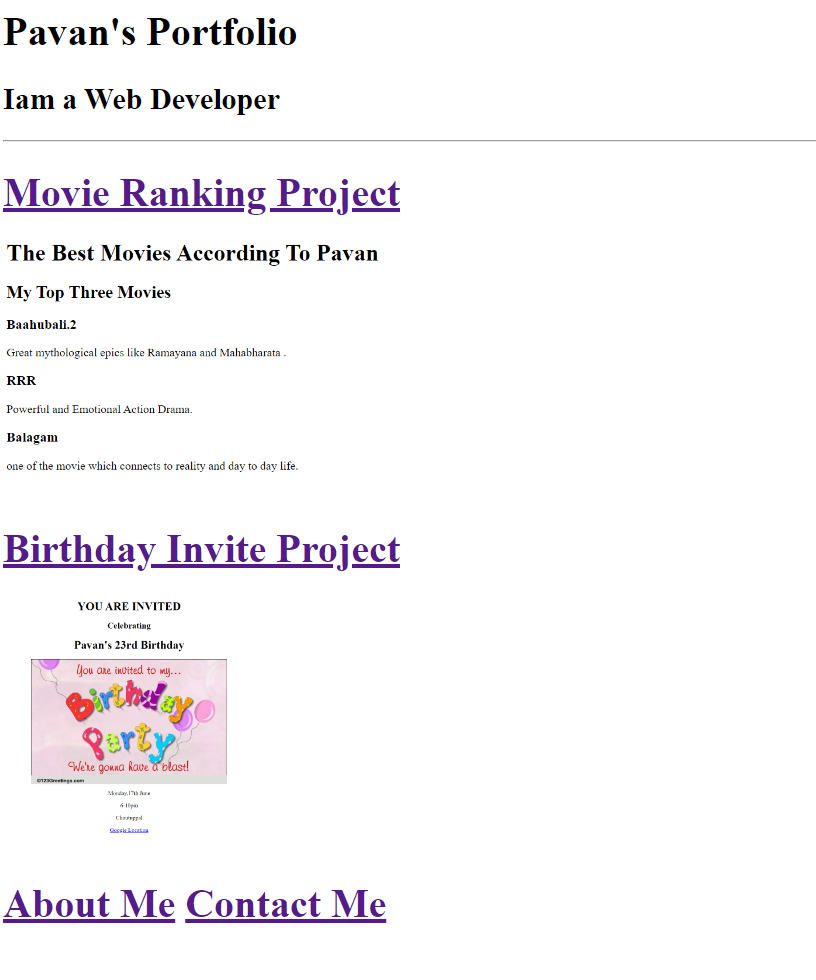 Pavan's Portfolio
Iam a Web Developer
Movie Ranking Project
The Best Movies According To Pavan
My Top Three Movies
Baahubali.2
Great mythological epics like Ramayana and Mahabharata .
RRR
Powerful and Emotional Action Drama.
Balagam
one of the movie which connects to reality and day to day life.
Birthday Invite Project
YOU ARE INVITED
Celebrating
Pavan's 23rd Birthday
You are invited to my...
Birthday
Party
We're gonna have a blast!
©123Greetings.com
Monday,17th June
6-10pm
Choutuppal
Google Location
About Me Contact Me